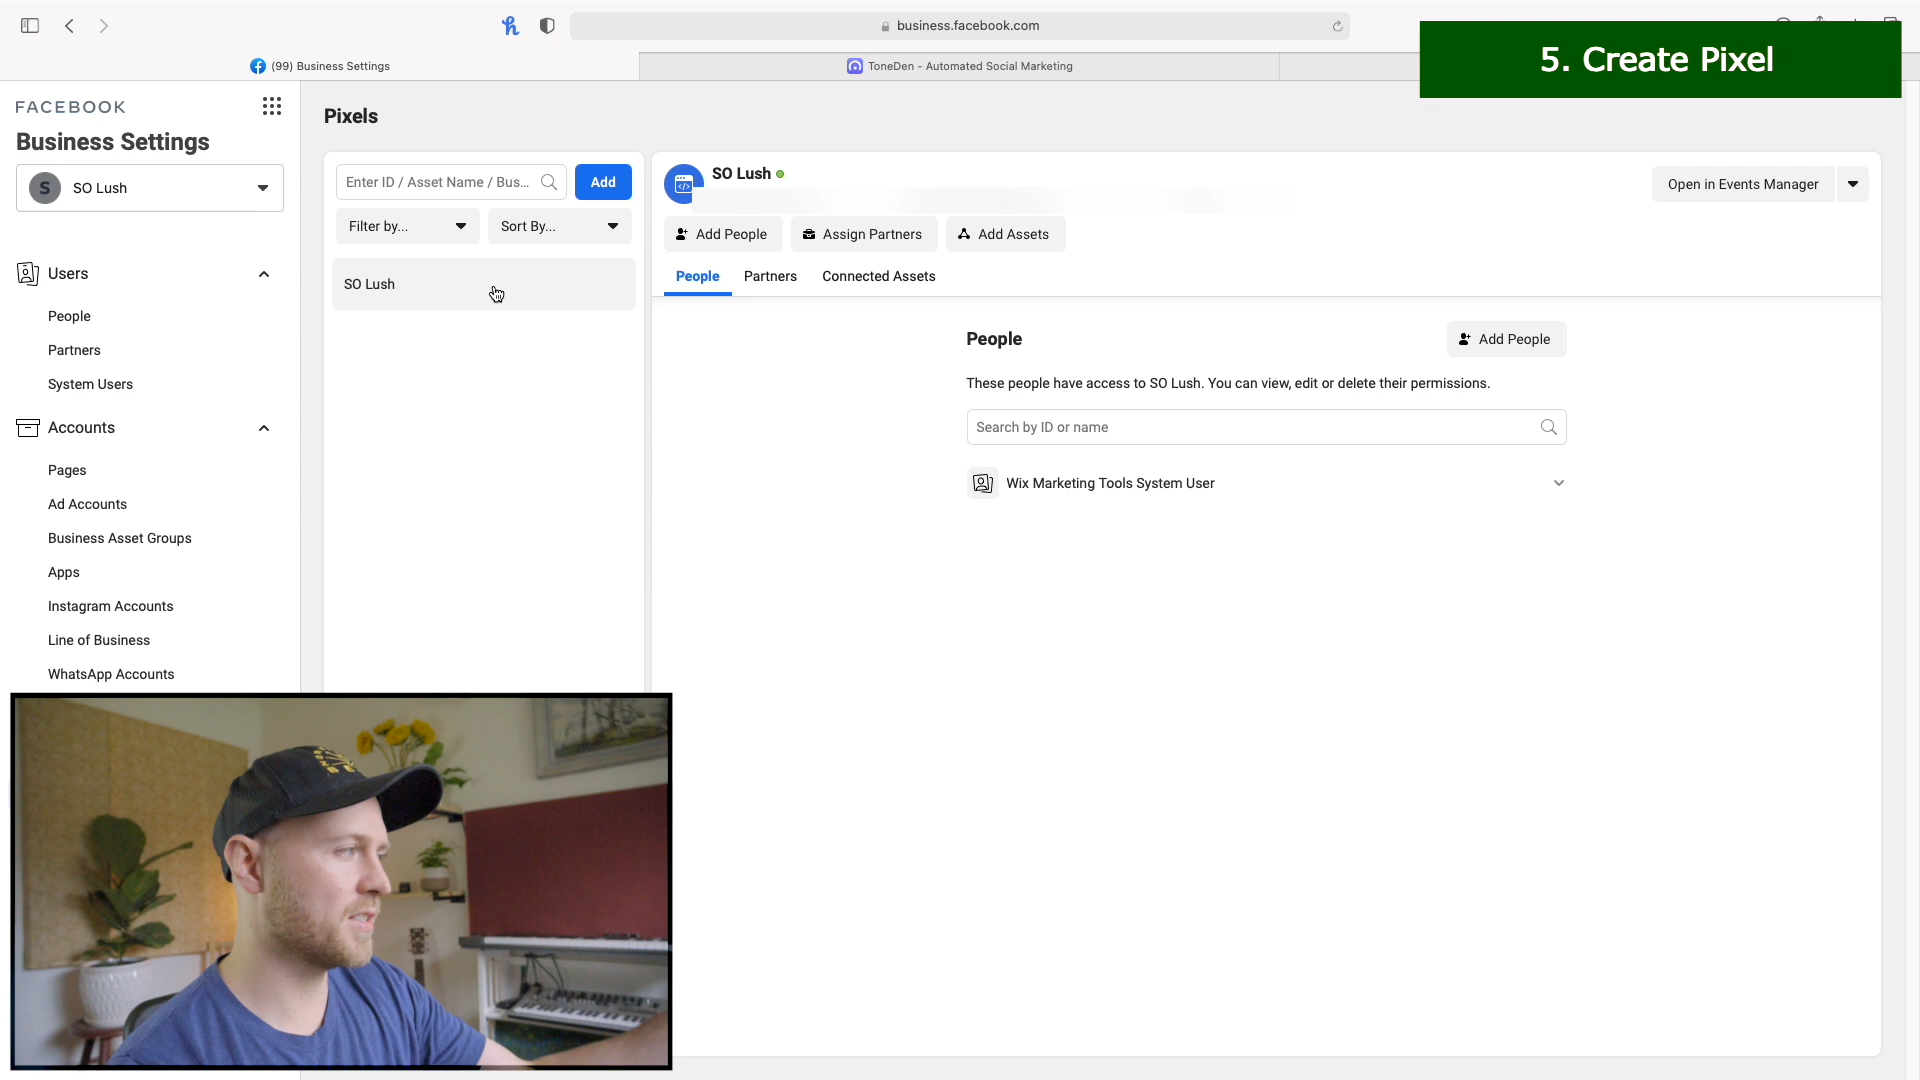 business.facebook.com
(99) Business Settings
ToneDen - Automated Social Marketing
5. Create Pixel
FACEBOOK
Business Settings
S SO Lush
Users
People
Partners
System Users
Accounts
Pages
Ad Accounts
Business Asset Groups
Apps
Instagram Accounts
Line of Business
WhatsApp Accounts
Pixels
Enter ID / Asset Name / Bus...
Add
Filter by...
Sort By...
SO Lush
SO Lush
Open in Events Manager
Add People
Assign Partners
Add Assets
People
Partners
Connected Assets
People
Add People
These people have access to SO Lush. You can view, edit or delete their permissions.
Search by ID or name
Wix Marketing Tools System User